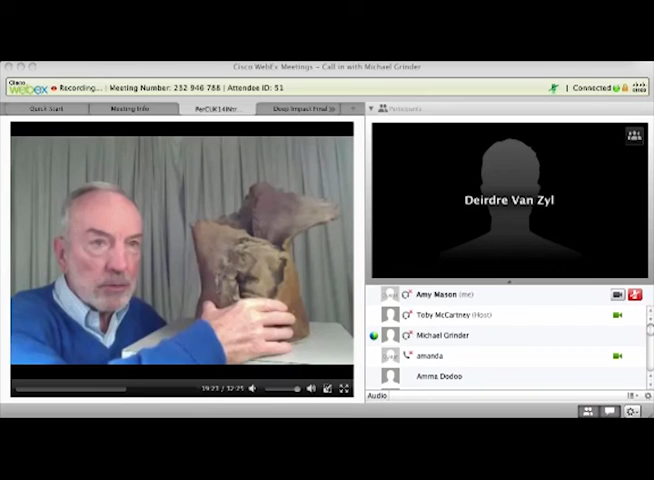 Cisco WebEx Meetings - Call in with Michael Grinder
Cisco webex Recording... | Meeting Number: 232 946 788 | Attendee ID: 51
Connected
Quick Start Meeting Info PerCUK14INtr... Deep Impact Final
Participants
Deirdre Van Zyl
Amy Mason (me)
Toby McCartney (Host)
Michael Grinder
amanda
Amma Dodoo
19:21 / 32:25
Audio